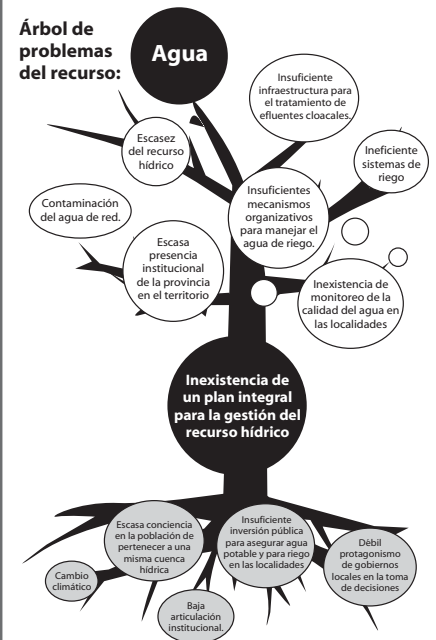 Árbol de
problemas
del recurso:
Agua
Insuficiente
infraestructura para
el tratamiento de
efluentes cloacales.
Escasez
del recurso
hídrico
Ineficiente
sistemas de
riego
Insuficientes
mecanismos
organizativos
para manejar el
agua de riego.
Contaminación
del agua de red.
Escasa
presencia
institucional
de la provincia
en el territorio
Inexistencia de
monitoreo de la
calidad del agua en
las localidades
Inexistencia de
un plan integral
para la gestión del
recurso hídrico
Escasa conciencia
en la población de
pertenecer a una
misma cuenca
hídrica
Insuficiente
inversión pública
para asegurar agua
potable y para riego
en las localidades
Dèbil
protagonismo
de gobiernos
locales en la toma
de decisiones
Cambio
climático
Baja
articulación
institucional.